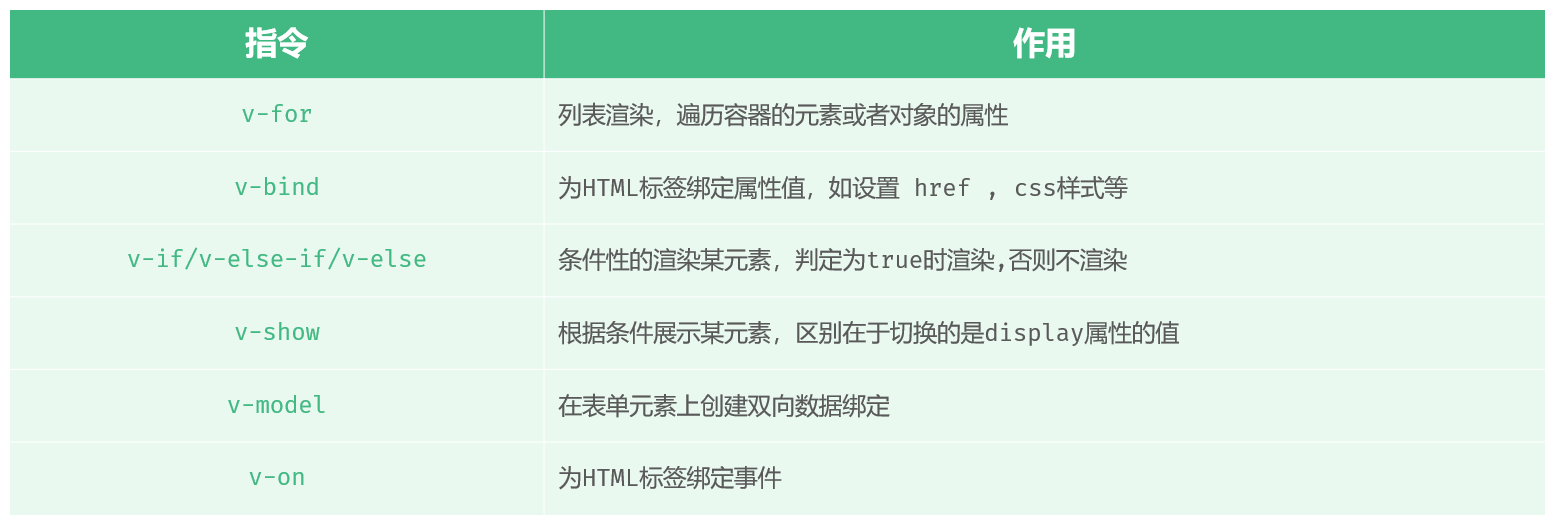 指令 作用
v-for 列表渲染，遍历容器的元素或者对象的属性
v-bind 为HTML标签绑定属性值，如设置 href , css样式等
v-if/v-else-if/v-else 条件性的渲染某元素，判定为true时渲染,否则不渲染
v-show 根据条件展示某元素，区别在于切换的是display属性的值
v-model 在表单元素上创建双向数据绑定
v-on 为HTML标签绑定事件